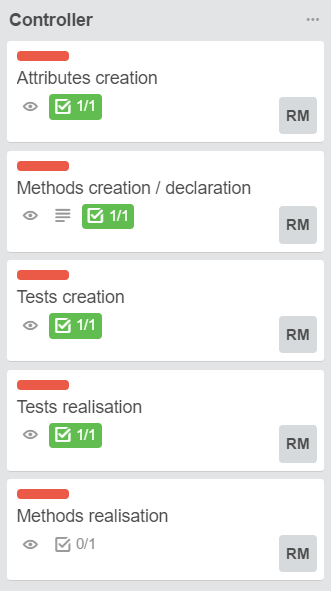 Controller
Attributes creation
1/1
RM
Methods creation / declaration
1/1
RM
Tests creation
1/1
RM
Tests realisation
1/1
RM
Methods realisation
0/1
RM